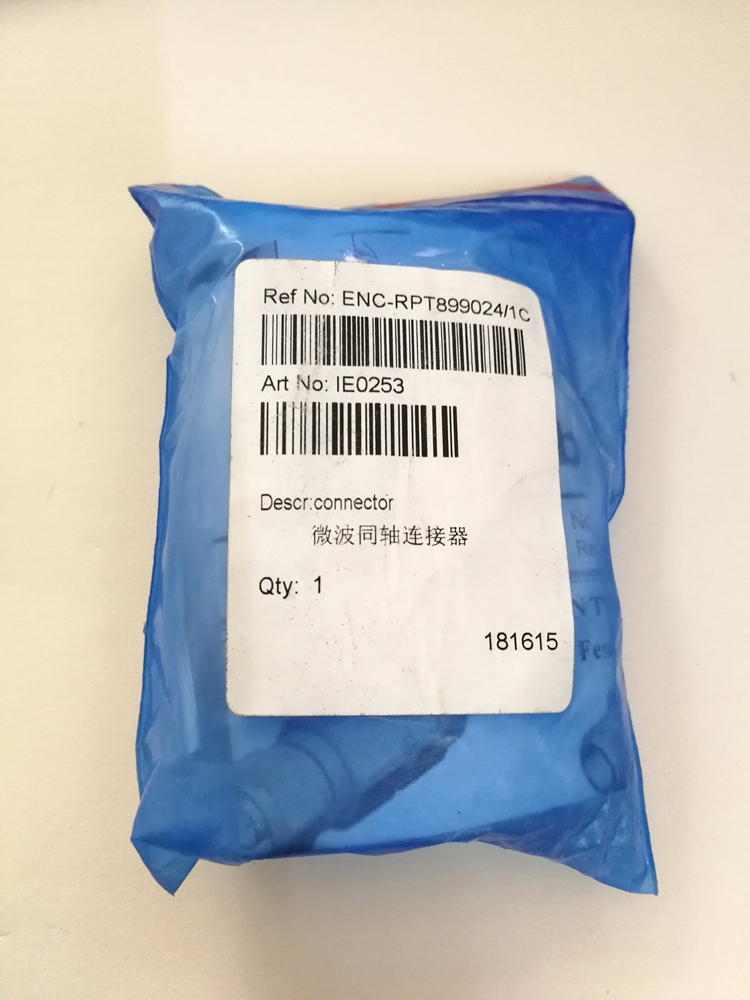 Ref No: ENC-RPT899024/1C
Art No: IE0253
Descr:connector
微波同轴连接器
Qty: 1
181615